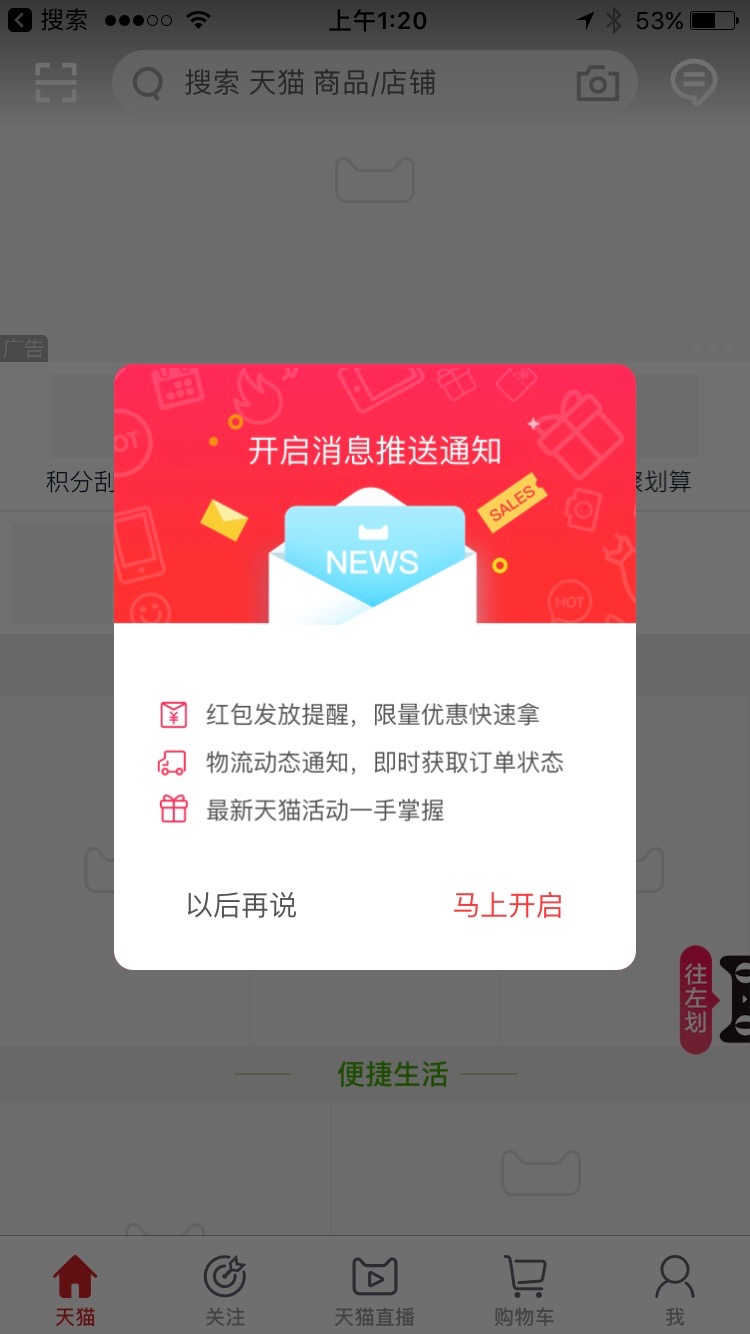 搜索
上午1:20
53%
搜索 天猫 商品/店铺
广告
开启消息推送通知
HOT
SALES
NEWS
HOT
积分刮
聚划算
红包发放提醒，限量优惠快速拿
物流动态通知，即时获取订单状态
最新天猫活动一手掌握
以后再说
马上开启
往左划
便捷生活
天猫
关注
天猫直播
购物车
我